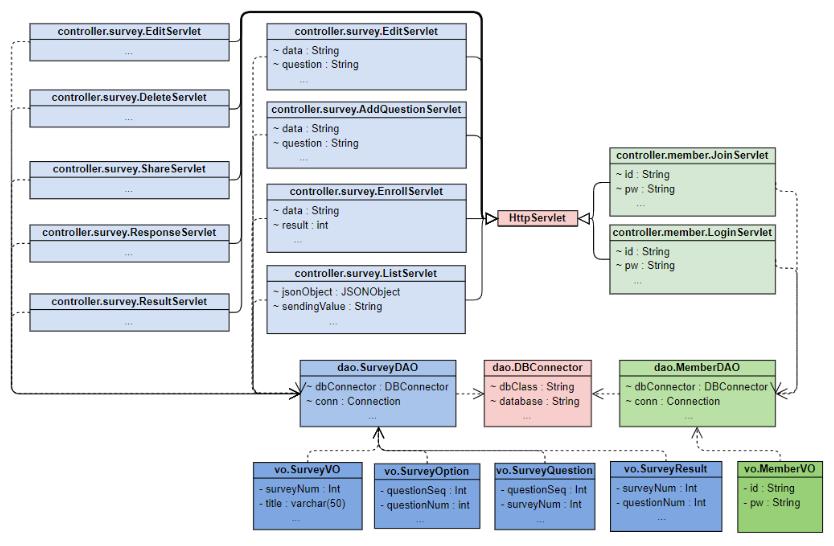 controller.survey.EditServlet
...
controller.survey.DeleteServlet
...
controller.survey.ShareServlet
...
controller.survey.ResponseServlet
...
controller.survey.ResultServlet
...
controller.survey.EditServlet
~ data : String
~ question : String
...
controller.survey.AddQuestionServlet
~ data : String
~ question : String
...
controller.survey.EnrollServlet
~ data : String
~ result : int
...
controller.survey.ListServlet
~ jsonObject : JSONObject
~ sendingValue : String
...
HttpServlet
controller.member.JoinServlet
~ id : String
~ pw : String
...
controller.member.LoginServlet
~ id : String
~ pw : String
...
dao.SurveyDAO
~ dbConnector : DBConnector
~ conn : Connection
...
dao.DBConnector
~ dbClass : String
~ database : String
...
dao.MemberDAO
~ dbConnector : DBConnector
~ conn : Connection
...
vo.SurveyVO
- surveyNum : Int
- title : varchar(50)
...
vo.SurveyOption
- questionSeq : Int
- questionNum : int
...
vo.SurveyQuestion
- questionSeq : Int
- surveyNum : Int
...
vo.SurveyResult
- surveyNum : Int
- questionNum : Int
...
vo.MemberVO
- id : String
- pw : String
...